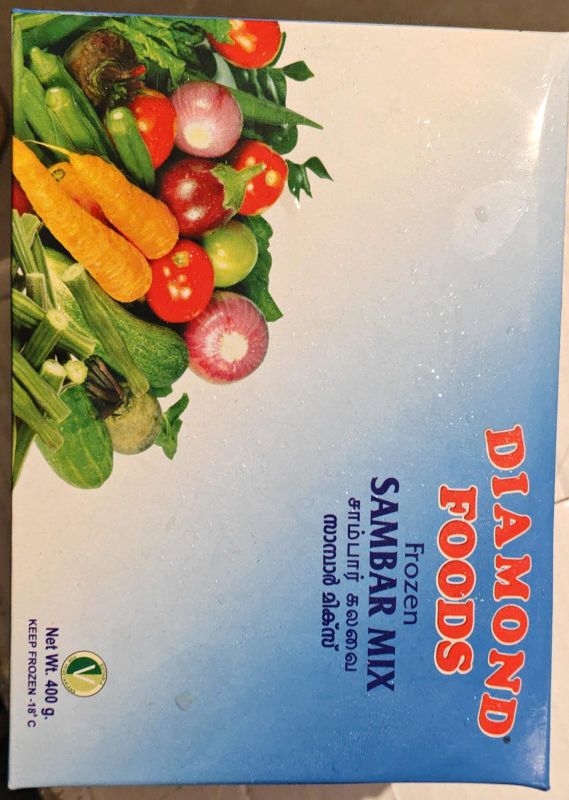 DIAMOND
FOODS®
Frozen
SAMBAR MIX
சாம்பார் கலவை
സാമ്പാർ മിക്സ്
V
Net Wt. 400 g.
KEEP FROZEN -18° C